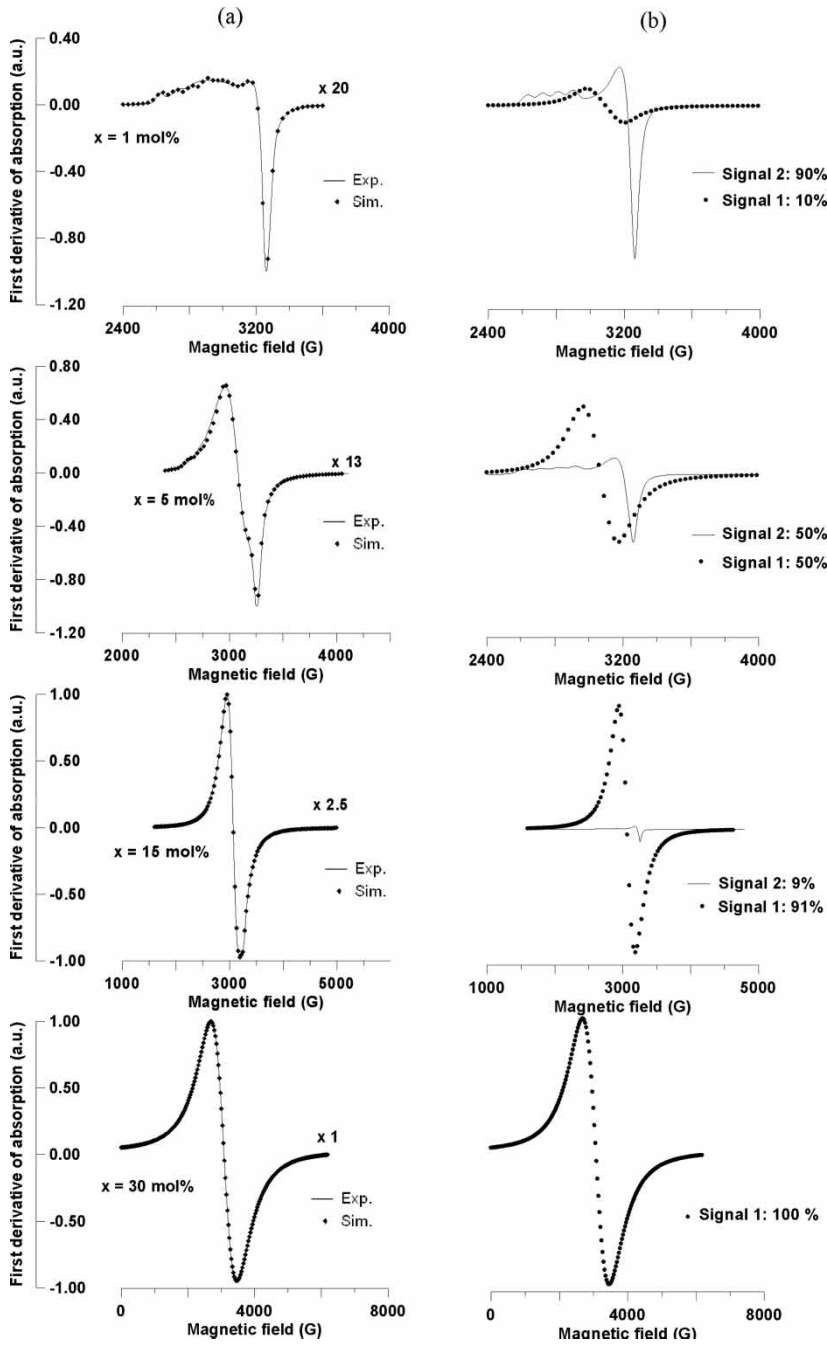 (a)
(b)
First derivative of absorption (a.u.)
0.40
0.00
-0.40
-0.80
-1.20
x 20
x = 1 mol%
Exp.
Sim.
2400
3200
4000
Magnetic field (G)
Signal 2: 90%
Signal 1: 10%
2400
3200
4000
Magnetic field (G)
First derivative of absorption (a.u.)
0.80
0.40
0.00
-0.40
-0.80
-1.20
x 13
x = 5 mol%
Exp.
Sim.
2000
3000
4000
Magnetic field (G)
Signal 2: 50%
Signal 1: 50%
2400
3200
4000
Magnetic field (G)
First derivative of absorption (a.u.)
1.00
0.50
0.00
-0.50
-1.00
x 2.5
x = 15 mol%
Exp.
Sim.
1000
3000
5000
Magnetic field (G)
Signal 2: 9%
Signal 1: 91%
1000
3000
5000
Magnetic field (G)
First derivative of absorption (a.u.)
1.00
0.50
0.00
-0.50
-1.00
x 1
x = 30 mol%
Exp.
Sim.
0
4000
8000
Magnetic field (G)
Signal 1: 100 %
0
4000
8000
Magnetic field (G)